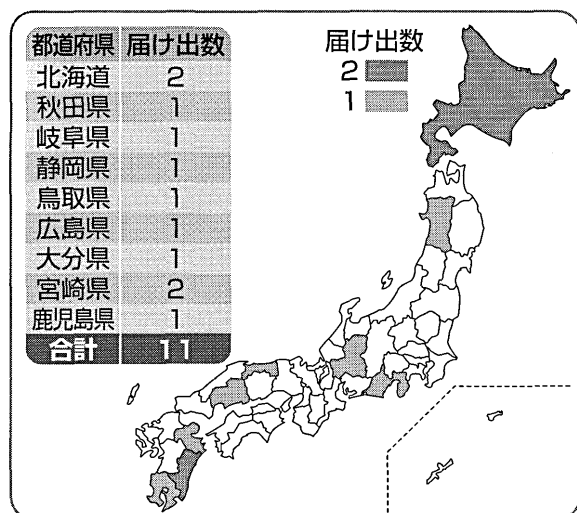 都道府県 届け出数
北海道 2
秋田県 1
岐阜県 1
静岡県 1
鳥取県 1
広島県 1
大分県 1
宮崎県 2
鹿児島県 1
合計 11
届け出数
2
1